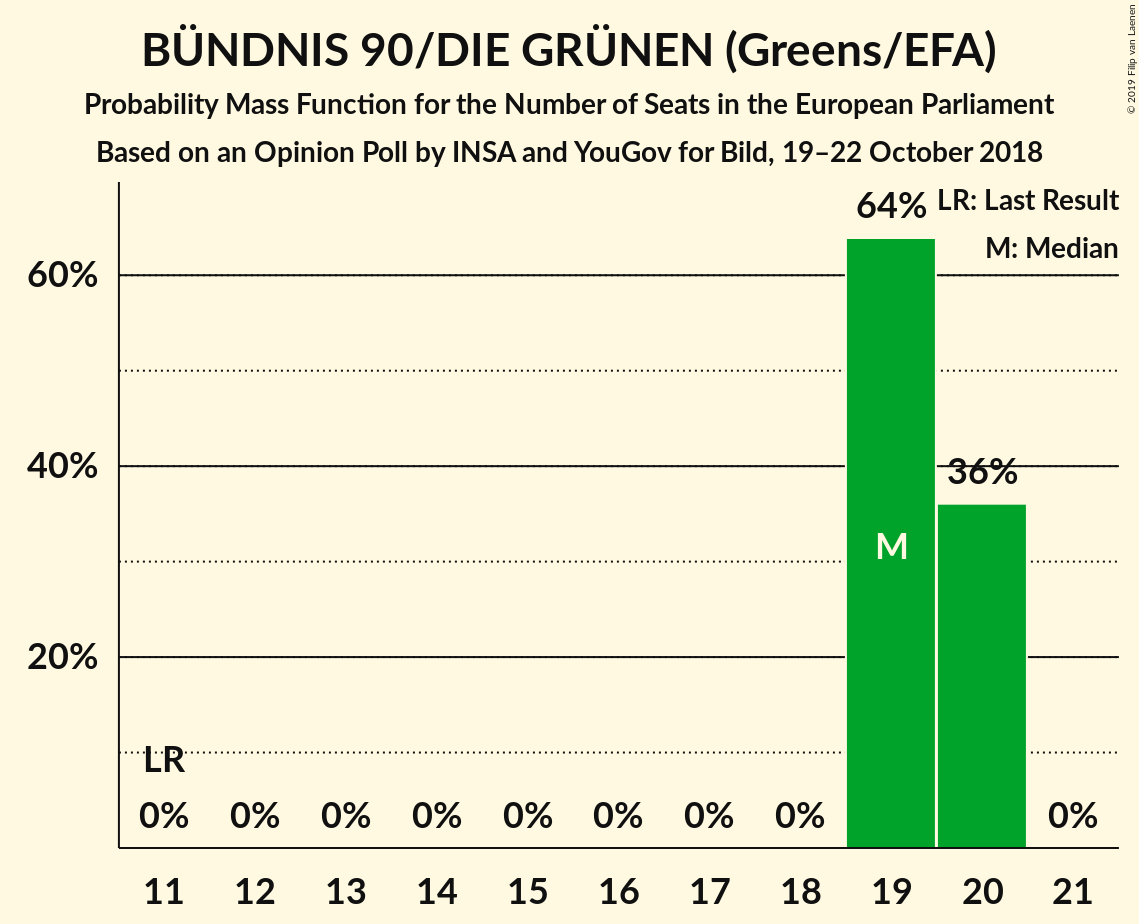 BÜNDNIS 90/DIE GRÜNEN (Greens/EFA)
Probability Mass Function for the Number of Seats in the European Parliament
Based on an Opinion Poll by INSA and YouGov for Bild, 19–22 October 2018
© 2019 Filip van Laenen
LR: Last Result
M: Median
60%
40%
20%
LR
0% 0% 0% 0% 0% 0% 0% 0% 64% 36% 0%
M
11 12 13 14 15 16 17 18 19 20 21